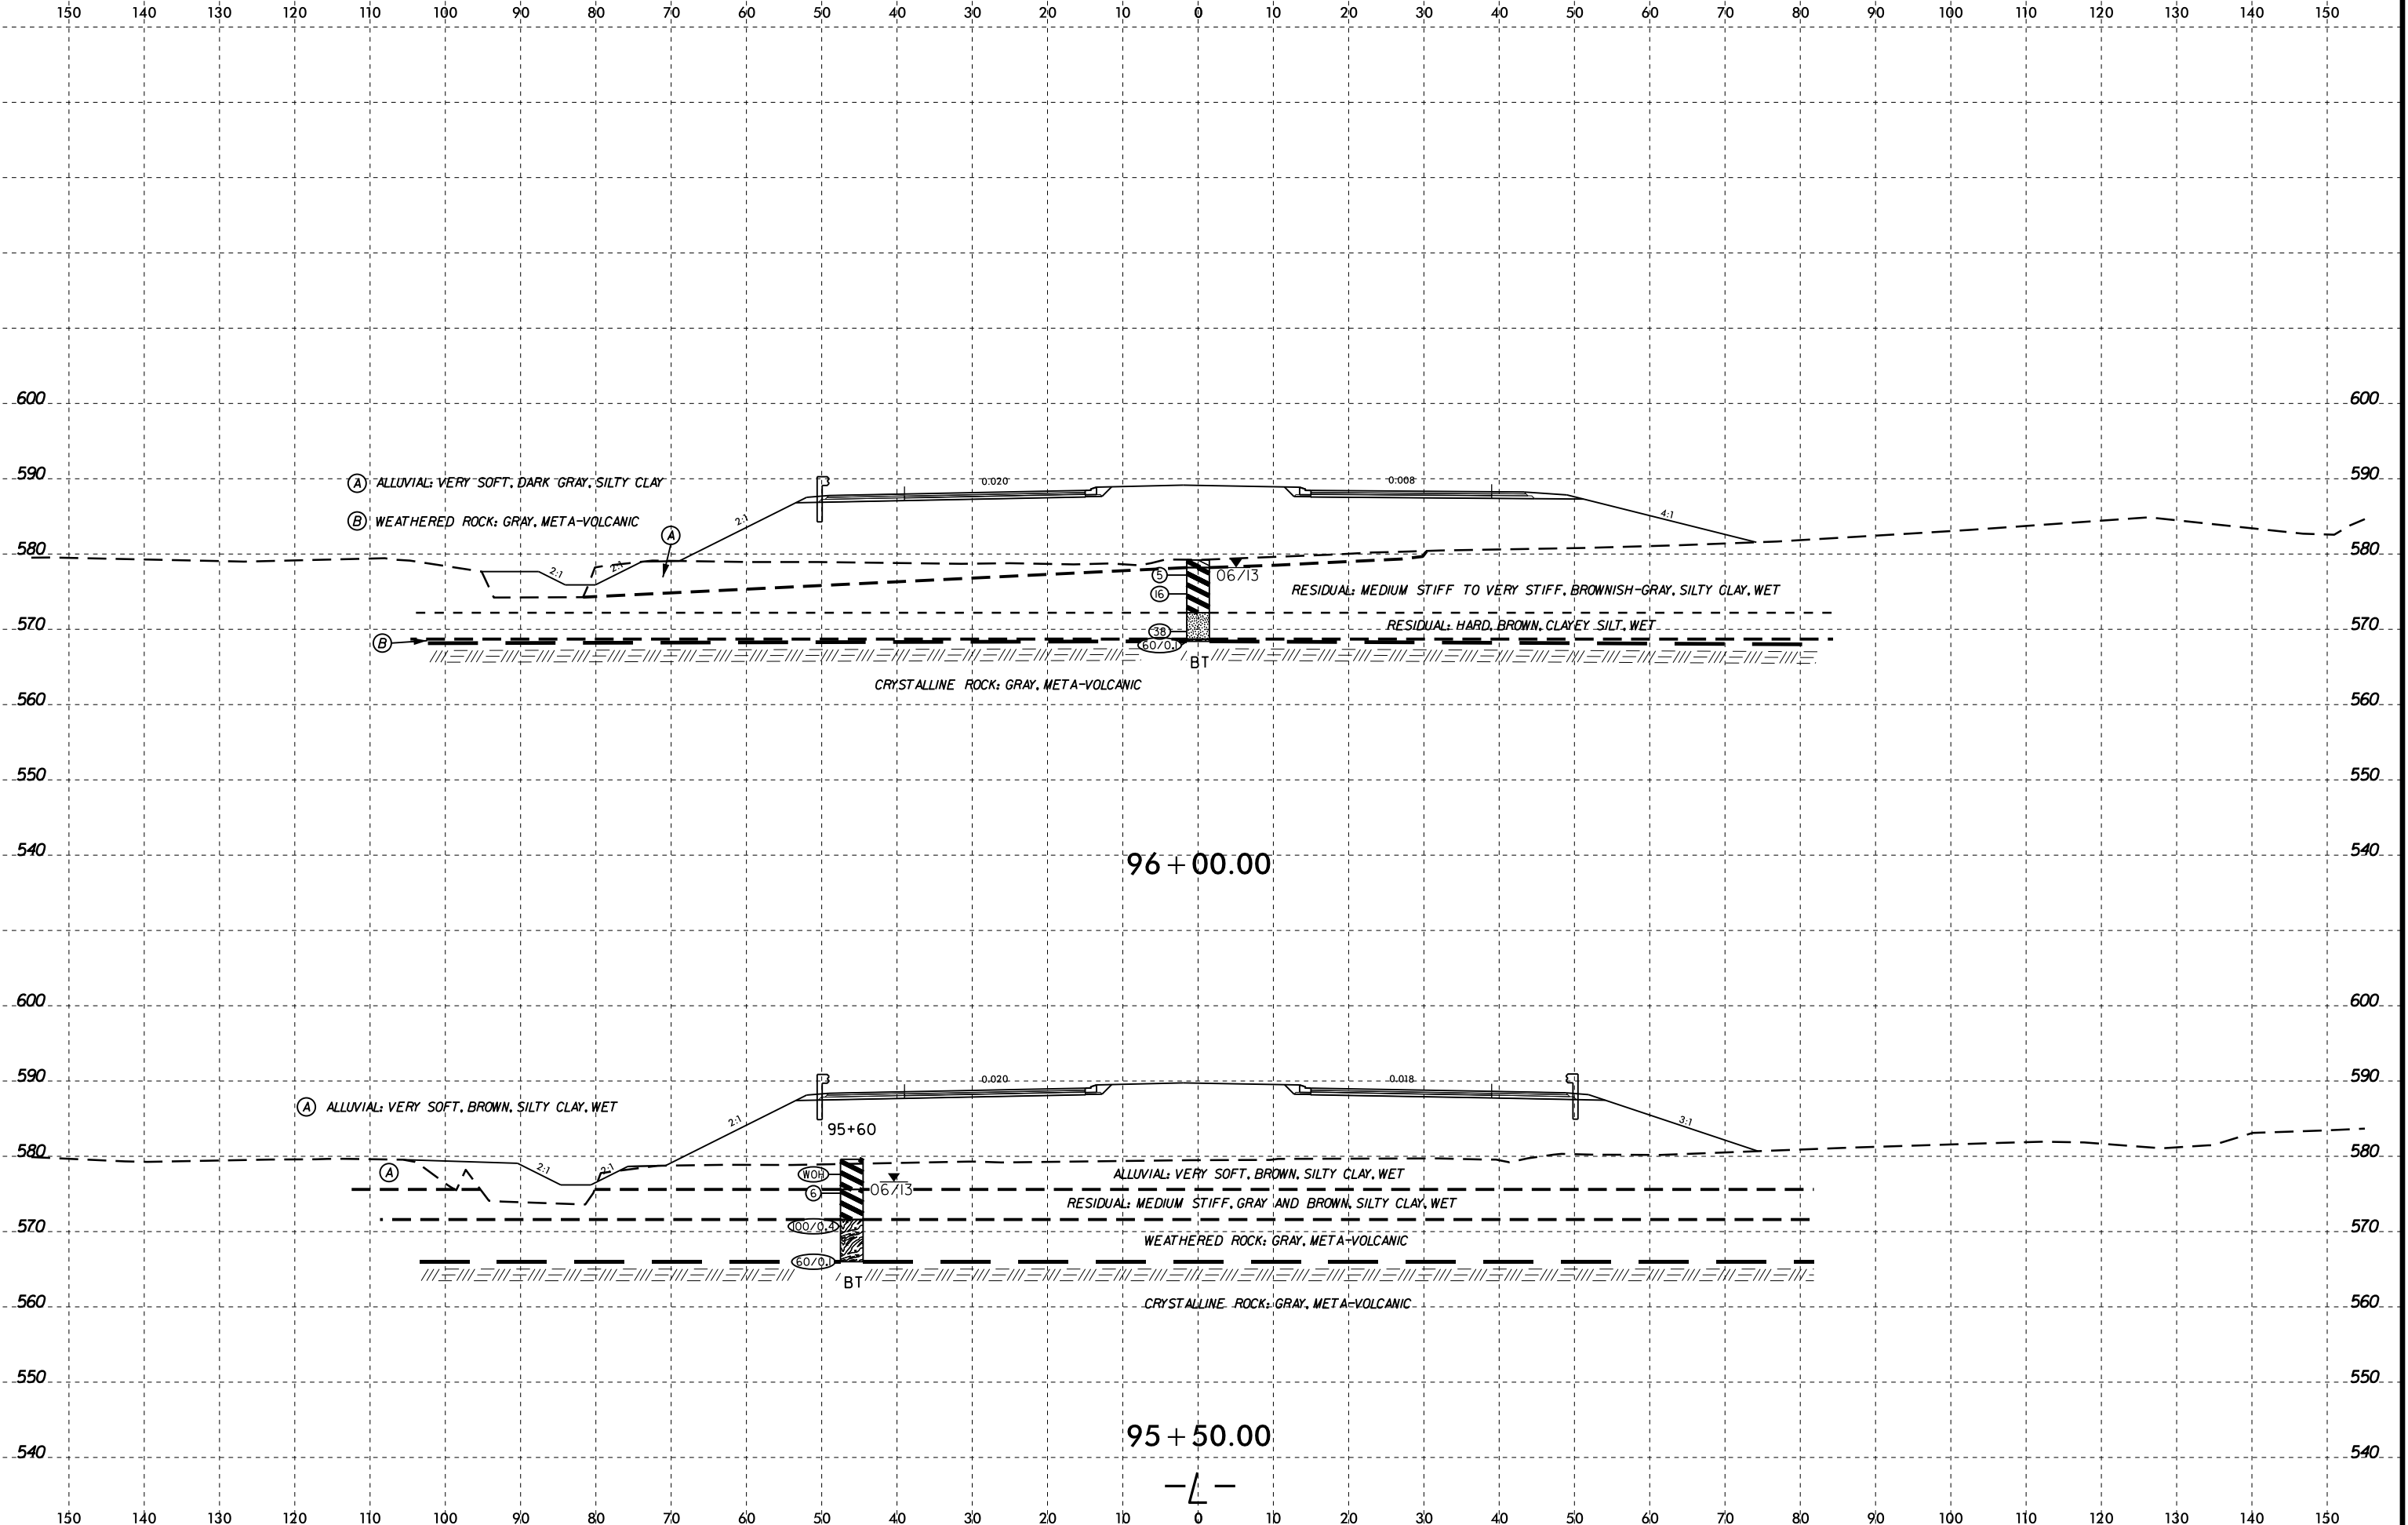 150 140 130 120 110 100 90 80 70 60 50 40 30 20 10 0 10 20 30 40 50 60 70 80 90 100 110 120 130 140 150
600 600
590 590
Ⓐ ALLUVIAL: VERY SOFT, DARK GRAY, SILTY CLAY
0.020
0.008
Ⓑ WEATHERED ROCK: GRAY, META-VOLCANIC
2:1
4:1
A
580 580
2:1
2:1
5
06/13
16
RESIDUAL: MEDIUM STIFF TO VERY STIFF, BROWNISH-GRAY, SILTY CLAY, WET
570 570
38
RESIDUAL: HARD, BROWN, CLAYEY SILT, WET
B
60/0.1
BT
CRYSTALLINE ROCK: GRAY, META-VOLCANIC
560 560
550 550
540 540
96+00.00
600 600
590 590
0.020
0.018
Ⓐ ALLUVIAL: VERY SOFT, BROWN, SILTY CLAY, WET
2:1
3:1
95+60
580 580
A
2:1
2:1
WOH
ALLUVIAL: VERY SOFT, BROWN, SILTY CLAY, WET
6
06/13
RESIDUAL: MEDIUM STIFF, GRAY AND BROWN, SILTY CLAY, WET
570 570
100/0.4
WEATHERED ROCK: GRAY, META-VOLCANIC
60/0.1
BT
CRYSTALLINE ROCK: GRAY, META-VOLCANIC
560 560
550 550
95+50.00
540 540
-L-
150 140 130 120 110 100 90 80 70 60 50 40 30 20 10 0 10 20 30 40 50 60 70 80 90 100 110 120 130 140 150